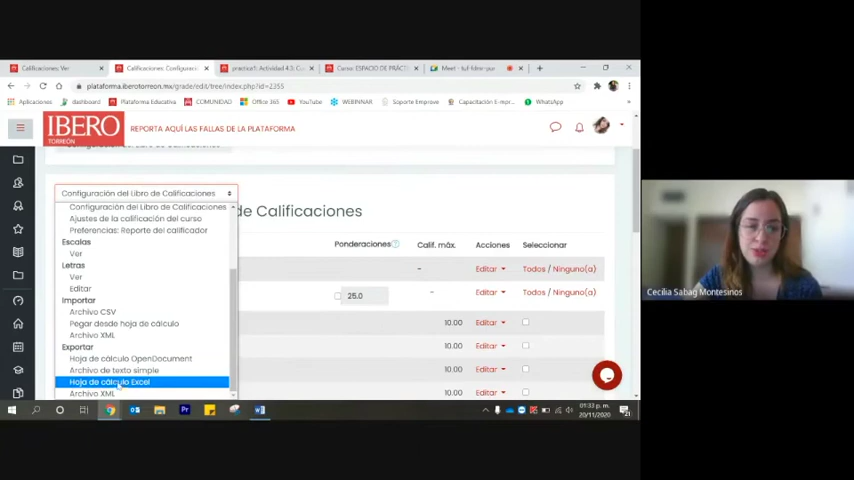 Calificaciones: Ver
Calificaciones: Configurac
practica1: Actividad 4.3: C
Curso: ESPACIO DE PRÁC
Meet -
plataforma.iberotorreon.mx/grade/edit/tree/index.php?id=2355
Aplicaciones
dashboard
Plataforma Educativa
COMUNIDAD
Office 365
YouTube
WEBINNAR
Soporte Emprove
Capacitación E-mp...
WhatsApp
IBERO
TORREÓN
REPORTA AQUÍ LAS FALLAS DE LA PLATAFORMA
Configuración del Libro de Calificaciones
de Calificaciones
Configuración del Libro de Calificaciones
Ajustes de la calificación del curso
Preferencias: Reporte del calificador
Escalas
Ver
Letras
Ver
Editar
Importar
Archivo CSV
Pegar desde hoja de cálculo
Archivo XML
Exportar
Hoja de cálculo OpenDocument
Archivo de texto simple
Hoja de cálculo Excel
Archivo XML
Ponderaciones
Calif. máx.
Acciones
Seleccionar
-
Editar
Todos / Ninguno(a)
25.0
-
Editar
Todos / Ninguno(a)
10.00
Editar
10.00
Editar
10.00
Editar
10.00
Editar
01:33 p. m.
20/11/2020
Cecilia Sabag Montesinos